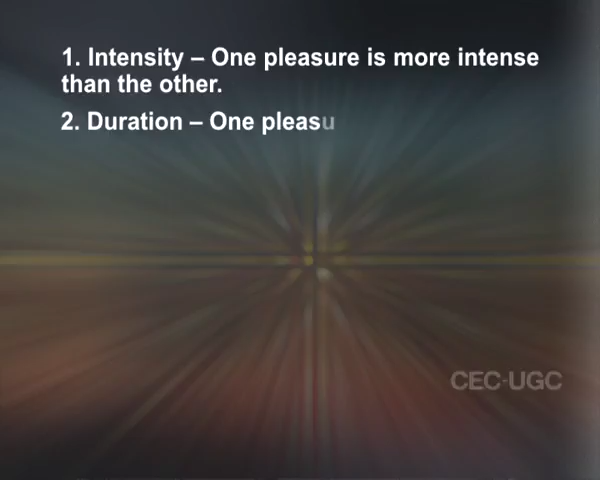 1. Intensity – One pleasure is more intense
than the other.
2. Duration – One pleasu
CEC-UGC